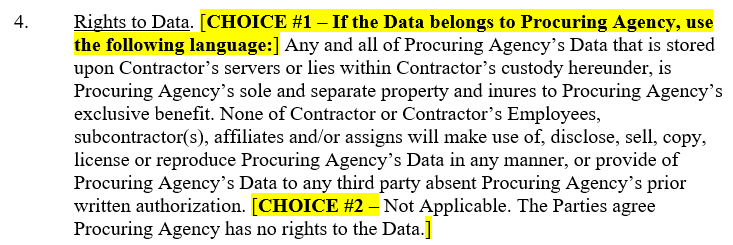 4. Rights to Data. [CHOICE #1 – If the Data belongs to Procuring Agency, use
the following language:] Any and all of Procuring Agency’s Data that is stored
upon Contractor’s servers or lies within Contractor’s custody hereunder, is
Procuring Agency’s sole and separate property and inures to Procuring Agency’s
exclusive benefit. None of Contractor or Contractor’s Employees,
subcontractor(s), affiliates and/or assigns will make use of, disclose, sell, copy,
license or reproduce Procuring Agency’s Data in any manner, or provide of
Procuring Agency’s Data to any third party absent Procuring Agency’s prior
written authorization. [CHOICE #2 – Not Applicable. The Parties agree
Procuring Agency has no rights to the Data.]